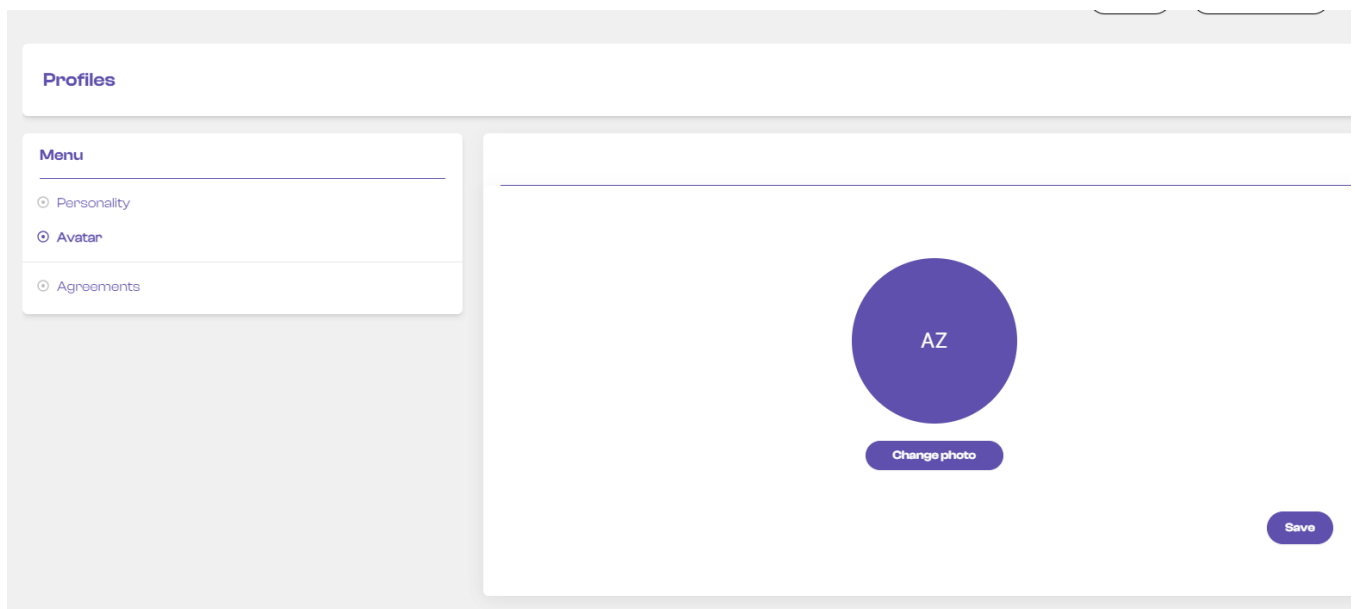 Profiles
Menu
Personality
Avatar
Agreements
AZ
Change photo
Save